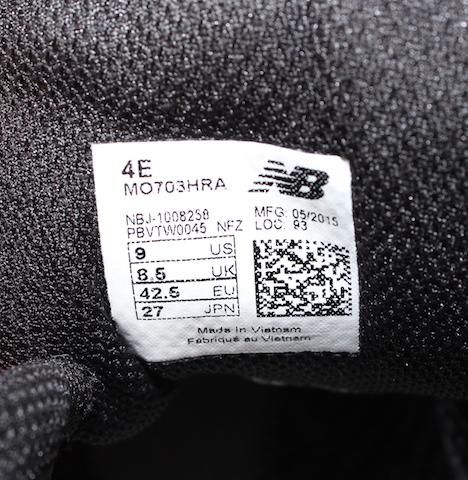 4E
MO703HRA
NB
NBJ-1008258
PBVTW0045 NFZ
MFG: 05/2015
LOC: 93
9 US
8.5 UK
42.5 EU
27 JPN
Made in Vietnam
Fabriqué au Vietnam